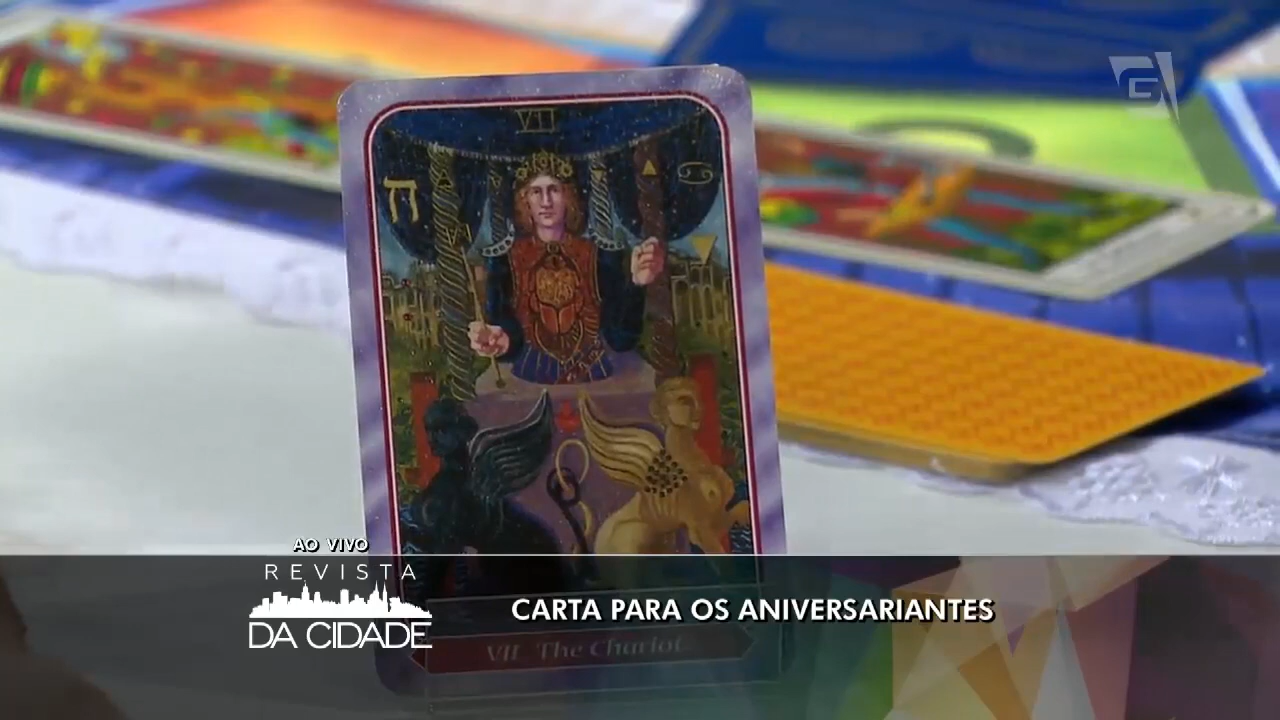 VII
ח
AO VIVO
REVISTA
DA CIDADE
CARTA PARA OS ANIVERSARIANTES
VII The Chariot